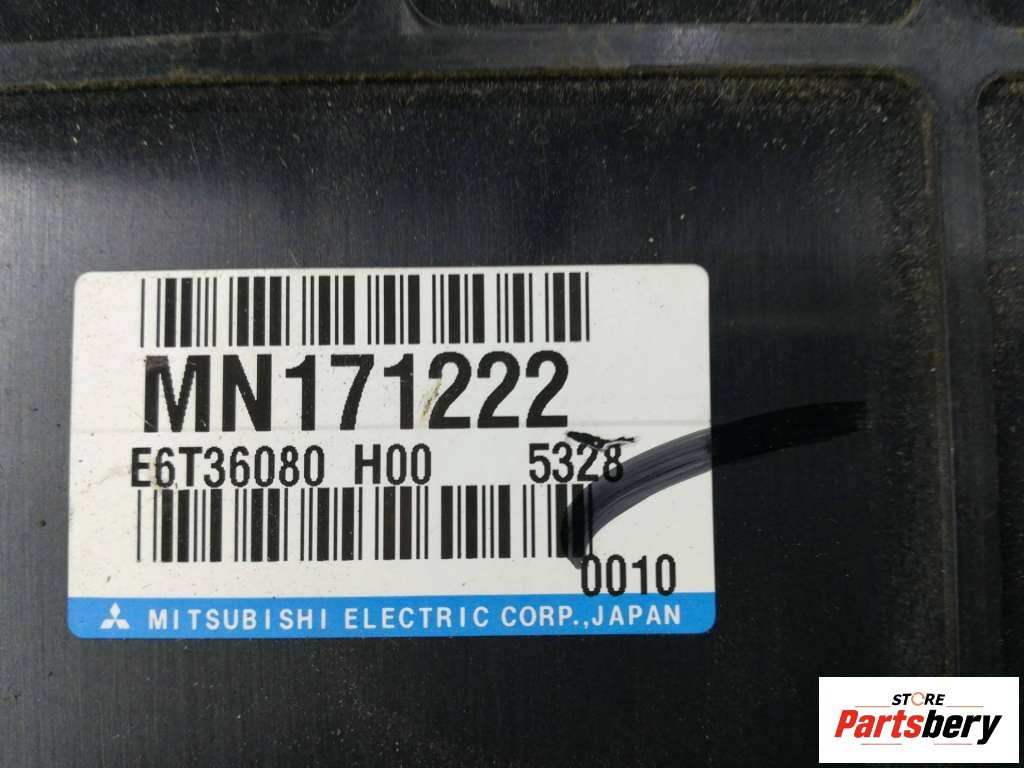 MN171222
E6T36080 H00 5328
0010
MITSUBISHI ELECTRIC CORP.,JAPAN
STORE
Partsbery